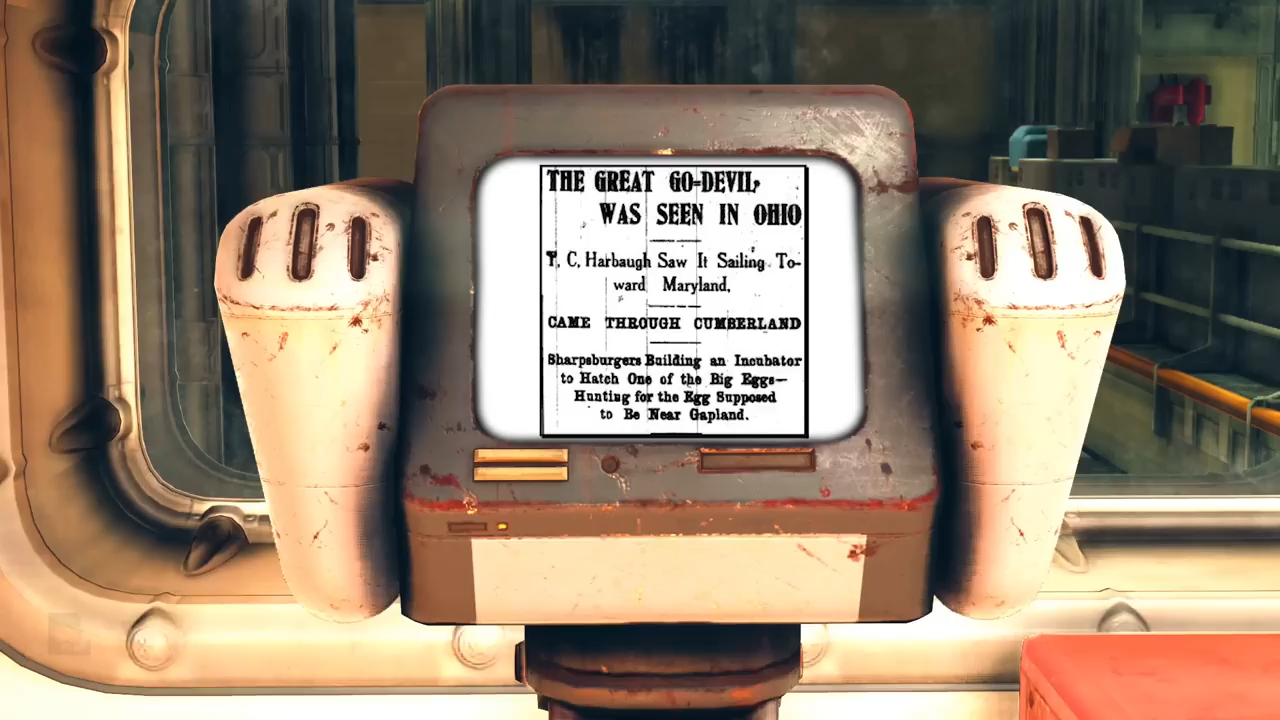 THE GREAT GO-DEVIL,
WAS SEEN IN OHIO
T. C. Harbaugh Saw It Sailing To-
ward Maryland,
CAME THROUGH CUMBERLAND
Sharpsburgers Building an Incubator
to Hatch One of the Big Eggs—
Hunting for the Egg Supposed
to Be Near Gapland.